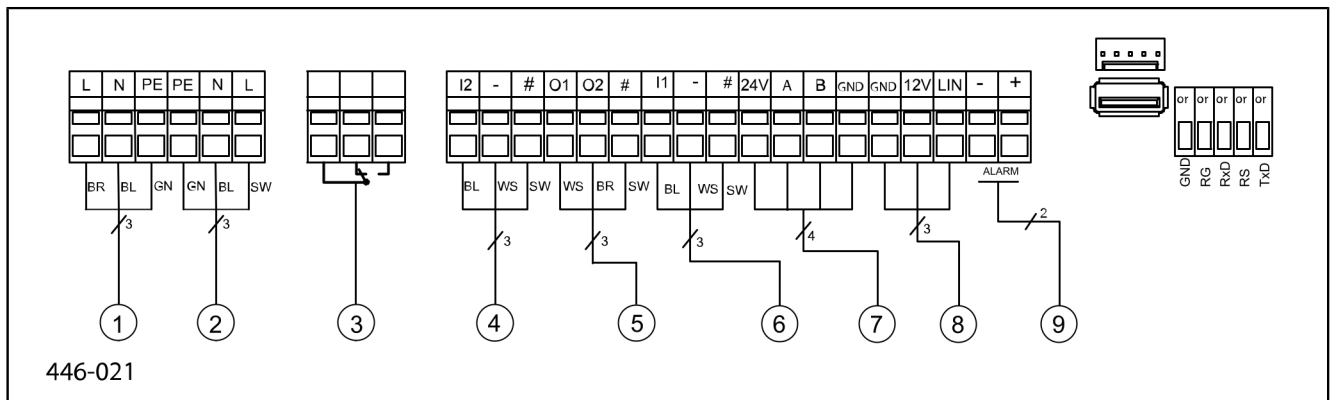 L N PE PE N L
I2 - # O1 O2 # I1 - # 24V A B GND GND 12V LIN - +
or or or or or
BR BL GN GN BL SW
BL WS SW WS BR SW BL WS SW
ALARM
GND RG RxD RS TxD
3 3 3 3 3 4 3 2
1 2 3 4 5 6 7 8 9
446-021